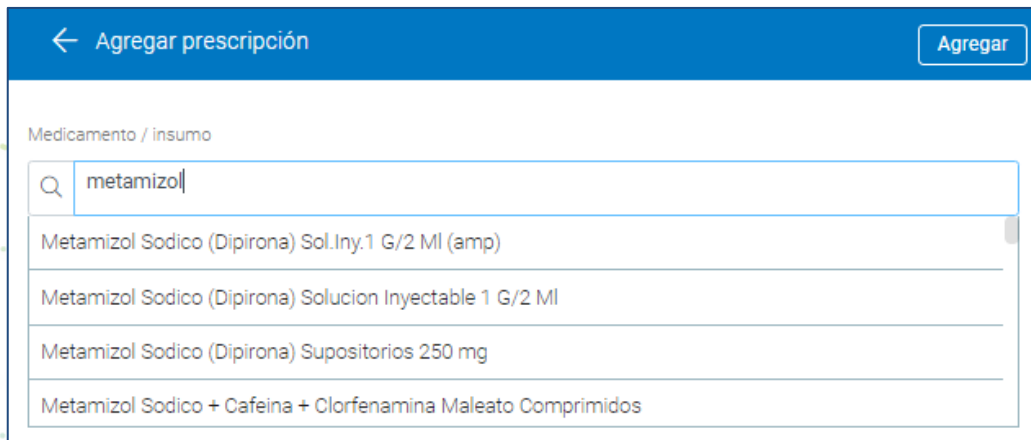 Agregar prescripción
Agregar
Medicamento / insumo
metamizol
Metamizol Sodico (Dipirona) Sol.Iny.1 G/2 Ml (amp)
Metamizol Sodico (Dipirona) Solucion Inyectable 1 G/2 Ml
Metamizol Sodico (Dipirona) Supositorios 250 mg
Metamizol Sodico + Cafeina + Clorfenamina Maleato Comprimidos